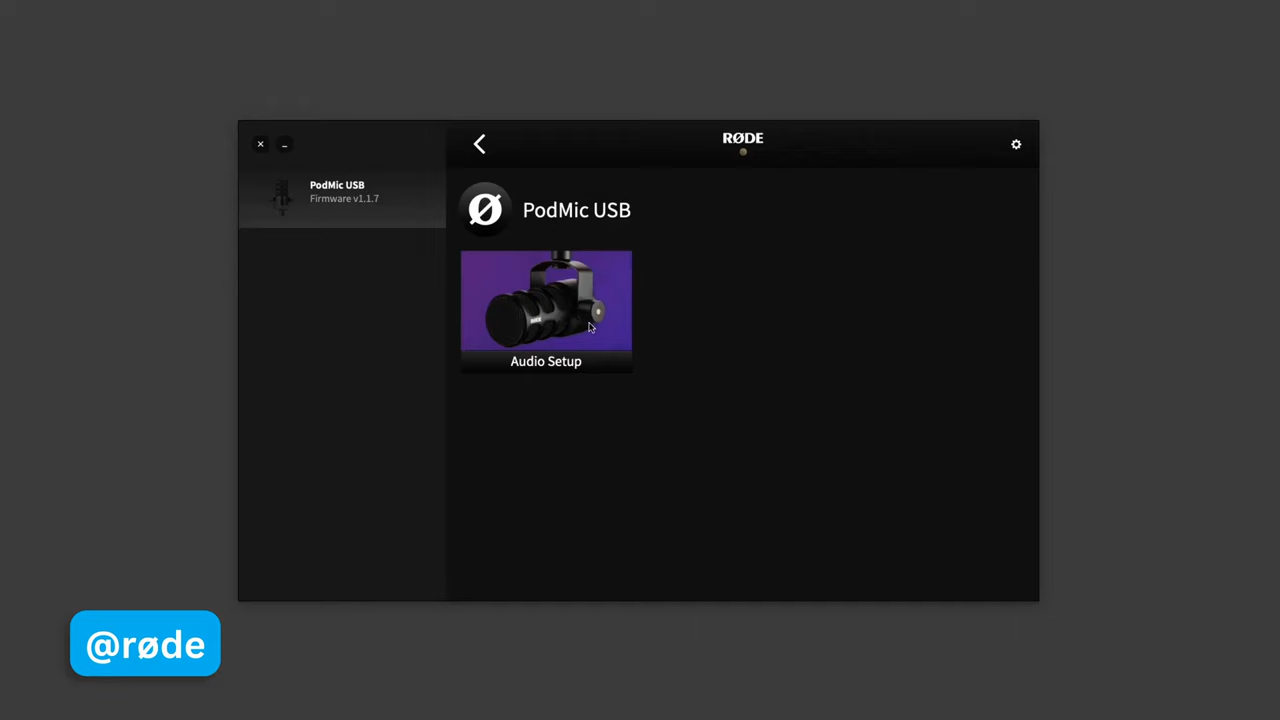 RØDE
PodMic USB
Firmware v1.1.7
PodMic USB
Audio Setup
@røde